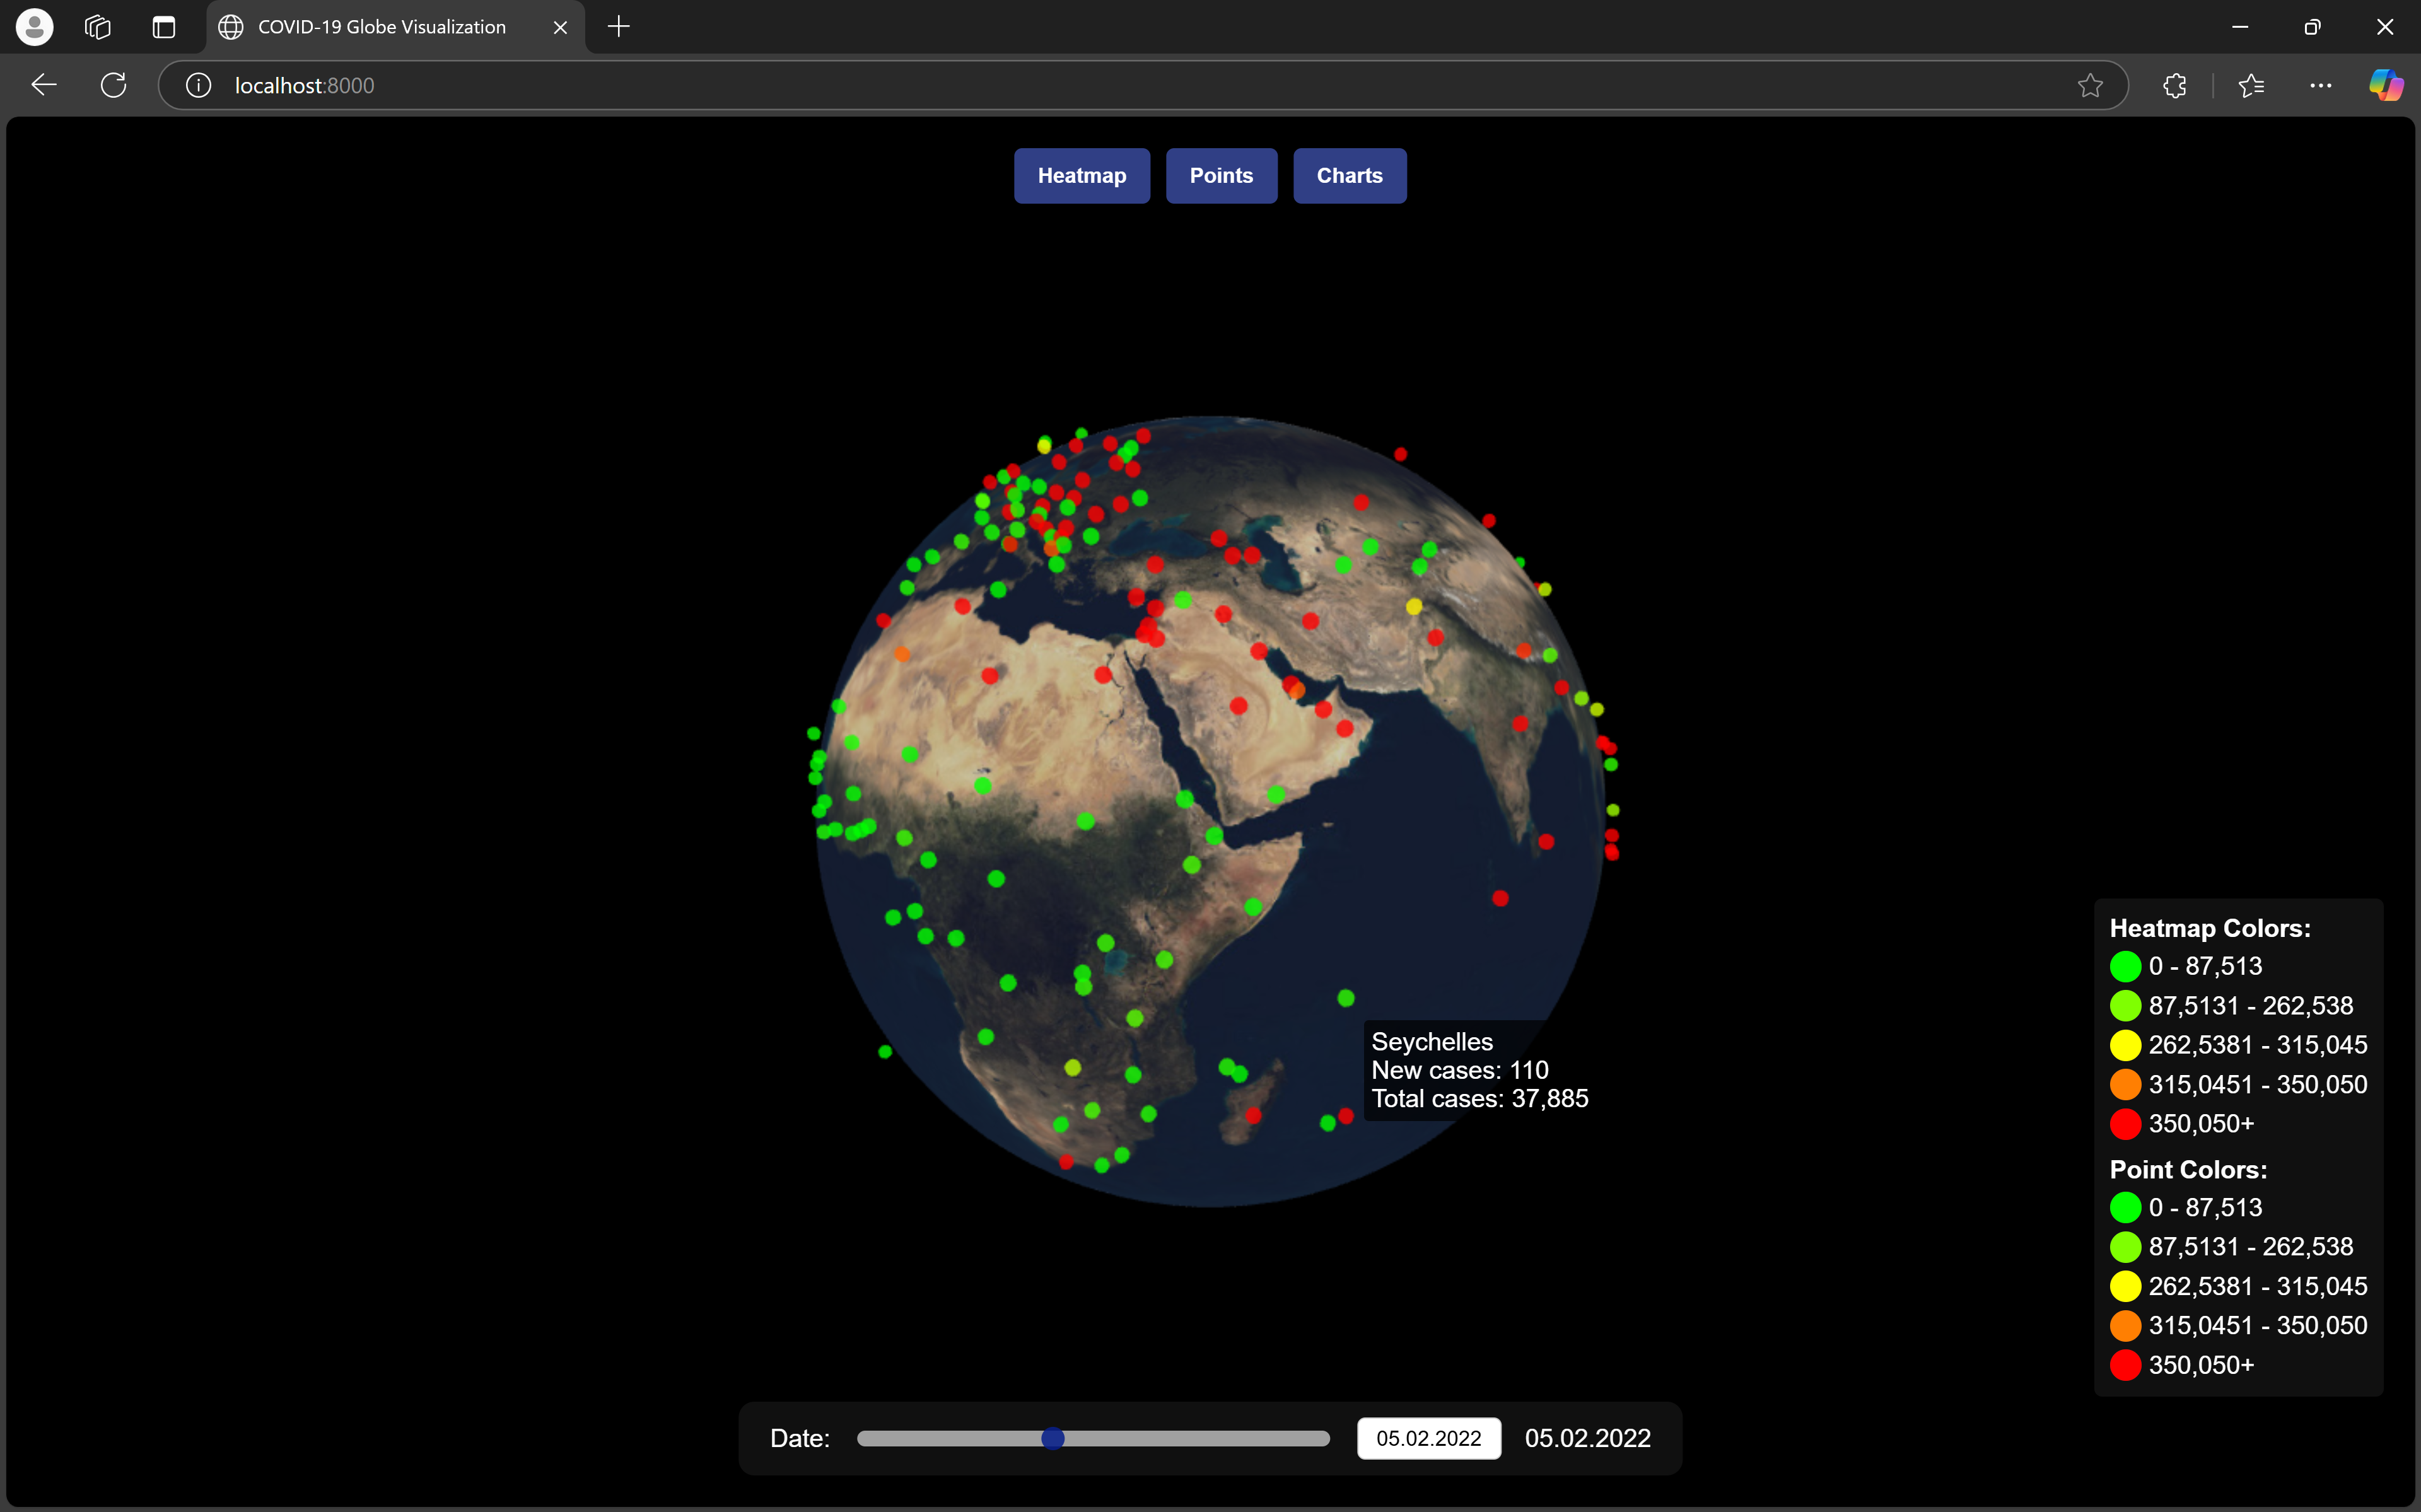 COVID-19 Globe Visualization
localhost:8000
Heatmap
Points
Charts
Seychelles
New cases: 110
Total cases: 37,885
Heatmap Colors:
0 - 87,513
87,5131 - 262,538
262,5381 - 315,045
315,0451 - 350,050
350,050+
Point Colors:
0 - 87,513
87,5131 - 262,538
262,5381 - 315,045
315,0451 - 350,050
350,050+
Date:
05.02.2022
05.02.2022